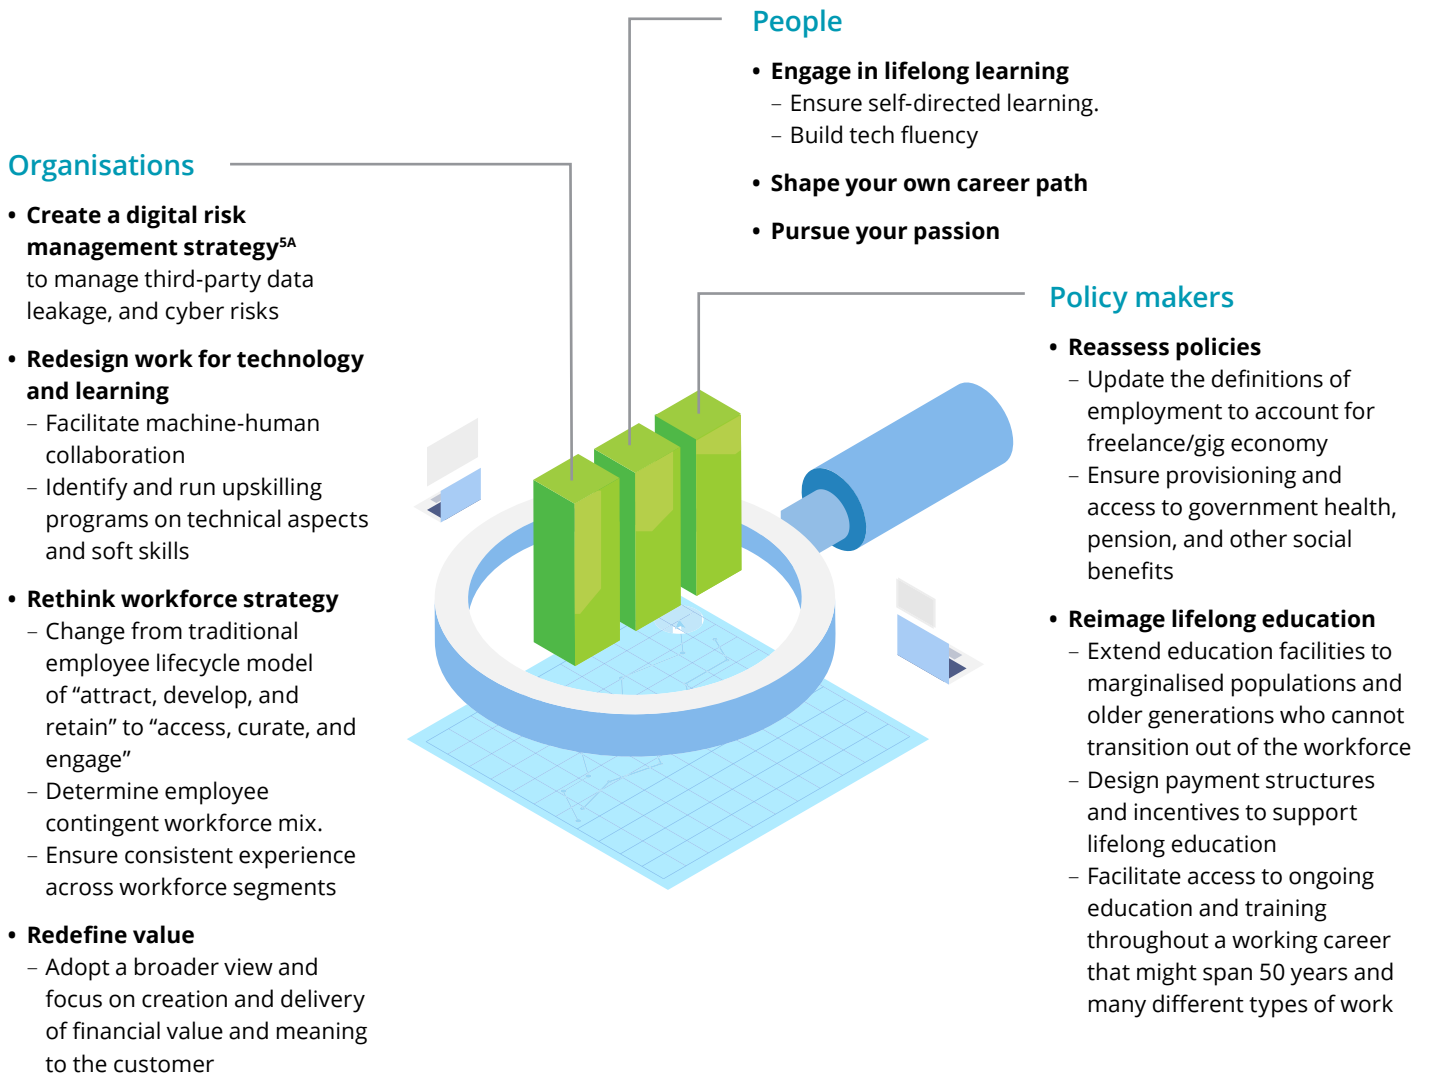 People
• Engage in lifelong learning
– Ensure self-directed learning.
– Build tech fluency
• Shape your own career path
• Pursue your passion
Organisations
• Create a digital risk
management strategy5A
to manage third-party data
leakage, and cyber risks
• Redesign work for technology
and learning
– Facilitate machine-human
collaboration
– Identify and run upskilling
programs on technical aspects
and soft skills
• Rethink workforce strategy
– Change from traditional
employee lifecycle model
of “attract, develop, and
retain” to “access, curate, and
engage”
– Determine employee
contingent workforce mix.
– Ensure consistent experience
across workforce segments
• Redefine value
– Adopt a broader view and
focus on creation and delivery
of financial value and meaning
to the customer
Policy makers
• Reassess policies
– Update the definitions of
employment to account for
freelance/gig economy
– Ensure provisioning and
access to government health,
pension, and other social
benefits
• Reimage lifelong education
– Extend education facilities to
marginalised populations and
older generations who cannot
transition out of the workforce
– Design payment structures
and incentives to support
lifelong education
– Facilitate access to ongoing
education and training
throughout a working career
that might span 50 years and
many different types of work